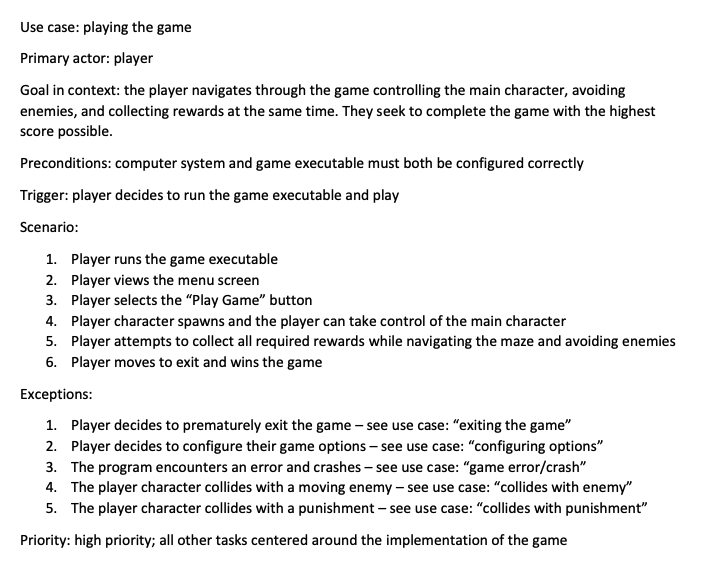 Use case: playing the game
Primary actor: player
Goal in context: the player navigates through the game controlling the main character, avoiding
enemies, and collecting rewards at the same time. They seek to complete the game with the highest
score possible.
Preconditions: computer system and game executable must both be configured correctly
Trigger: player decides to run the game executable and play
Scenario:
1. Player runs the game executable
2. Player views the menu screen
3. Player selects the “Play Game” button
4. Player character spawns and the player can take control of the main character
5. Player attempts to collect all required rewards while navigating the maze and avoiding enemies
6. Player moves to exit and wins the game
Exceptions:
1. Player decides to prematurely exit the game – see use case: “exiting the game”
2. Player decides to configure their game options – see use case: “configuring options”
3. The program encounters an error and crashes – see use case: “game error/crash”
4. The player character collides with a moving enemy – see use case: “collides with enemy”
5. The player character collides with a punishment – see use case: “collides with punishment”
Priority: high priority; all other tasks centered around the implementation of the game